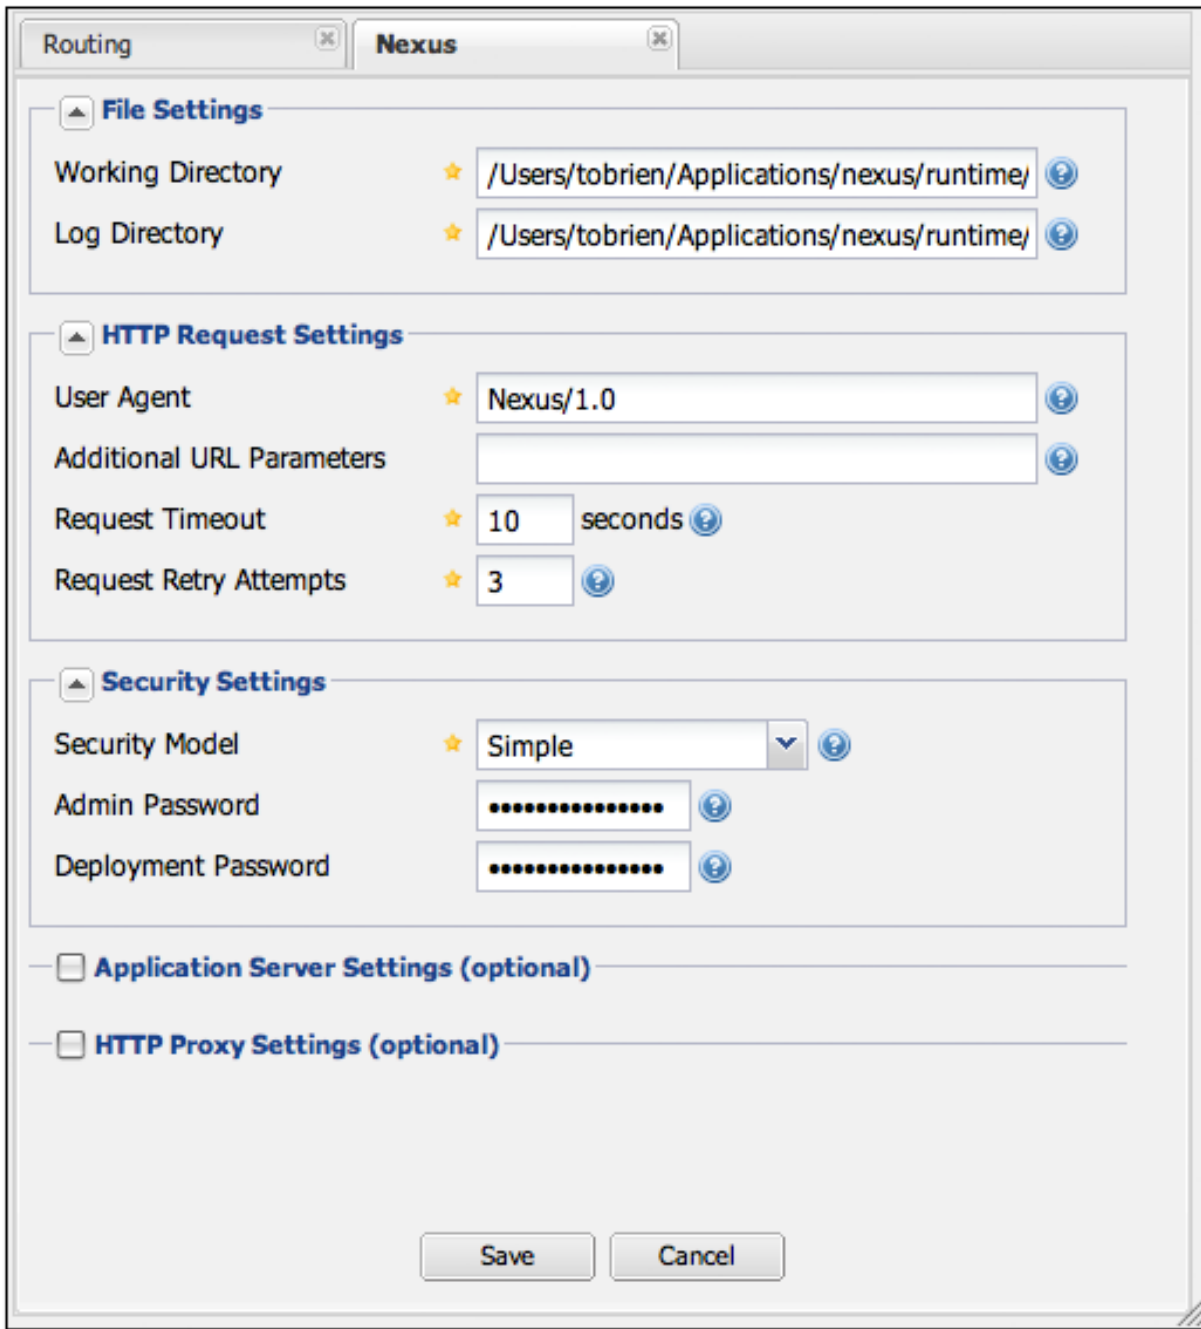 Routing Nexus
File Settings
Working Directory /Users/tobrien/Applications/nexus/runtime/
Log Directory /Users/tobrien/Applications/nexus/runtime/
HTTP Request Settings
User Agent Nexus/1.0
Additional URL Parameters
Request Timeout 10 seconds
Request Retry Attempts 3
Security Settings
Security Model Simple
Admin Password •••••••••••••••
Deployment Password •••••••••••••••
Application Server Settings (optional)
HTTP Proxy Settings (optional)
Save Cancel